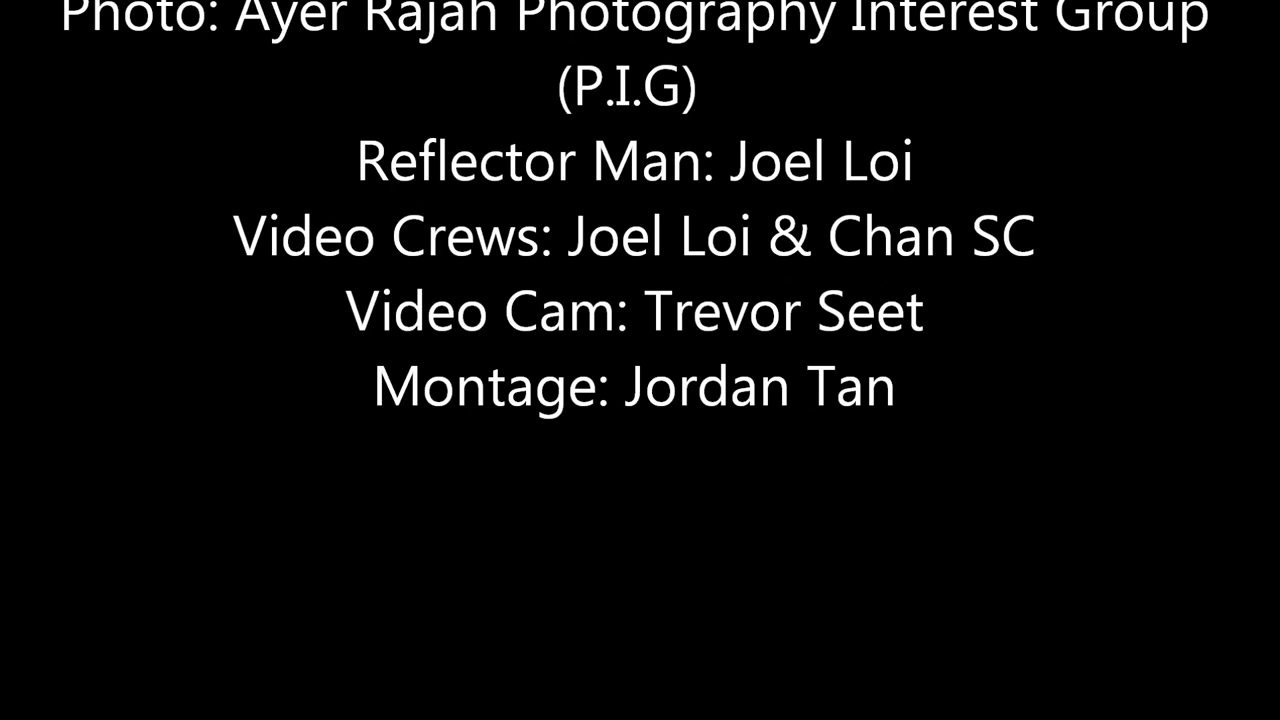 Photo: Ayer Rajah Photography Interest Group
(P.I.G)
Reflector Man: Joel Loi
Video Crews: Joel Loi & Chan SC
Video Cam: Trevor Seet
Montage: Jordan Tan